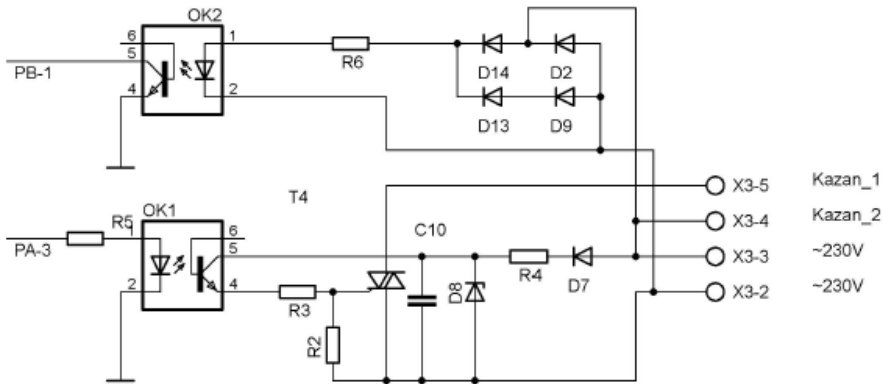 OK2
6
1
5
PB-1
R6
D14
D2
4
2
D13
D9
X3-5 Kazan_1
T4
OK1
X3-4 Kazan_2
R5
1
6
C10
5
X3-3 ~230V
PA-3
R4
D7
2
4
D8
X3-2 ~230V
R3
R2